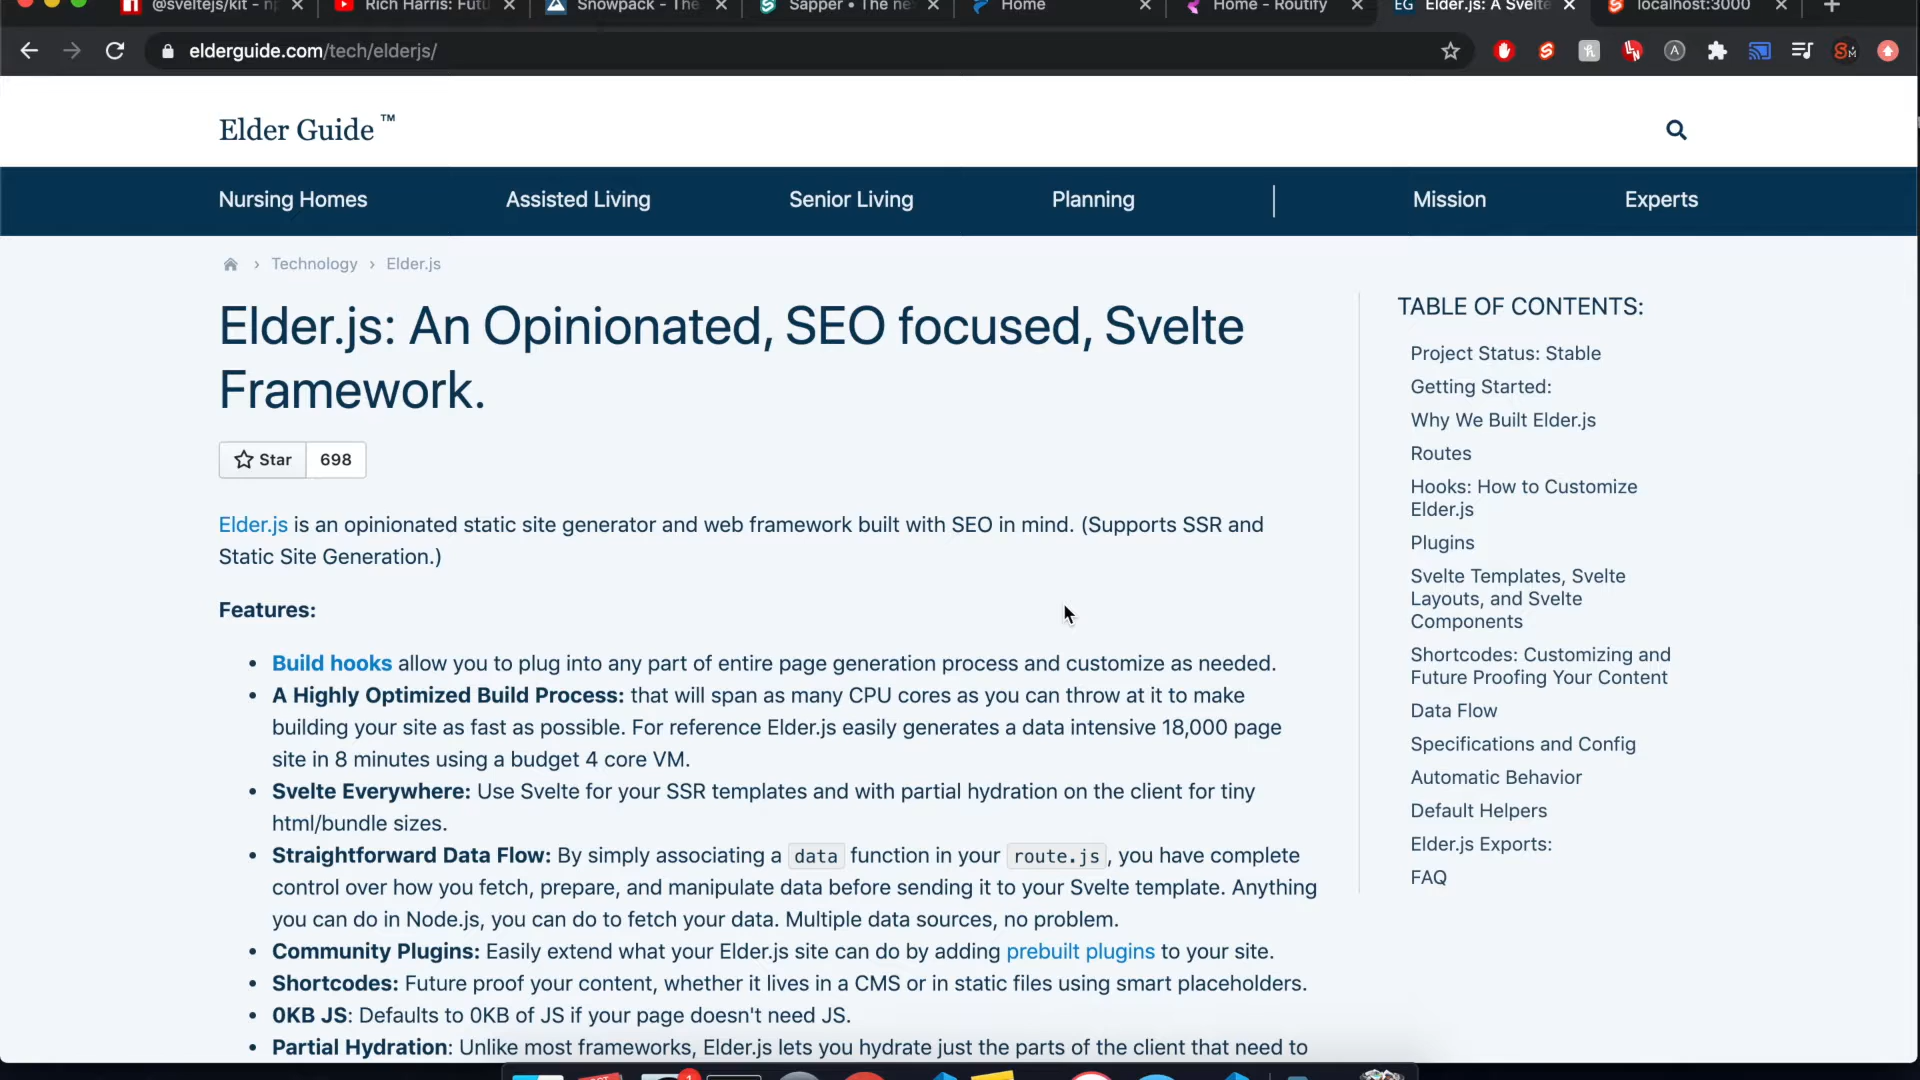 @sveltejs/kit - np
Rich Harris: Futu
Snowpack - The
Sapper • The ne
Home
Home - Routify
EG Elder.js: A Svelte
localhost:3000
elderguide.com/tech/elderjs/
Elder Guide ™
Nursing Homes
Assisted Living
Senior Living
Planning
Mission
Experts
Technology › Elder.js
Elder.js: An Opinionated, SEO focused, Svelte
Framework.
Star 698
Elder.js is an opinionated static site generator and web framework built with SEO in mind. (Supports SSR and
Static Site Generation.)
Features:
• Build hooks allow you to plug into any part of entire page generation process and customize as needed.
• A Highly Optimized Build Process: that will span as many CPU cores as you can throw at it to make
building your site as fast as possible. For reference Elder.js easily generates a data intensive 18,000 page
site in 8 minutes using a budget 4 core VM.
• Svelte Everywhere: Use Svelte for your SSR templates and with partial hydration on the client for tiny
html/bundle sizes.
• Straightforward Data Flow: By simply associating a data function in your route.js, you have complete
control over how you fetch, prepare, and manipulate data before sending it to your Svelte template. Anything
you can do in Node.js, you can do to fetch your data. Multiple data sources, no problem.
• Community Plugins: Easily extend what your Elder.js site can do by adding prebuilt plugins to your site.
• Shortcodes: Future proof your content, whether it lives in a CMS or in static files using smart placeholders.
• 0KB JS: Defaults to 0KB of JS if your page doesn't need JS.
• Partial Hydration: Unlike most frameworks, Elder.js lets you hydrate just the parts of the client that need to
TABLE OF CONTENTS:
Project Status: Stable
Getting Started:
Why We Built Elder.js
Routes
Hooks: How to Customize
Elder.js
Plugins
Svelte Templates, Svelte
Layouts, and Svelte
Components
Shortcodes: Customizing and
Future Proofing Your Content
Data Flow
Specifications and Config
Automatic Behavior
Default Helpers
Elder.js Exports:
FAQ